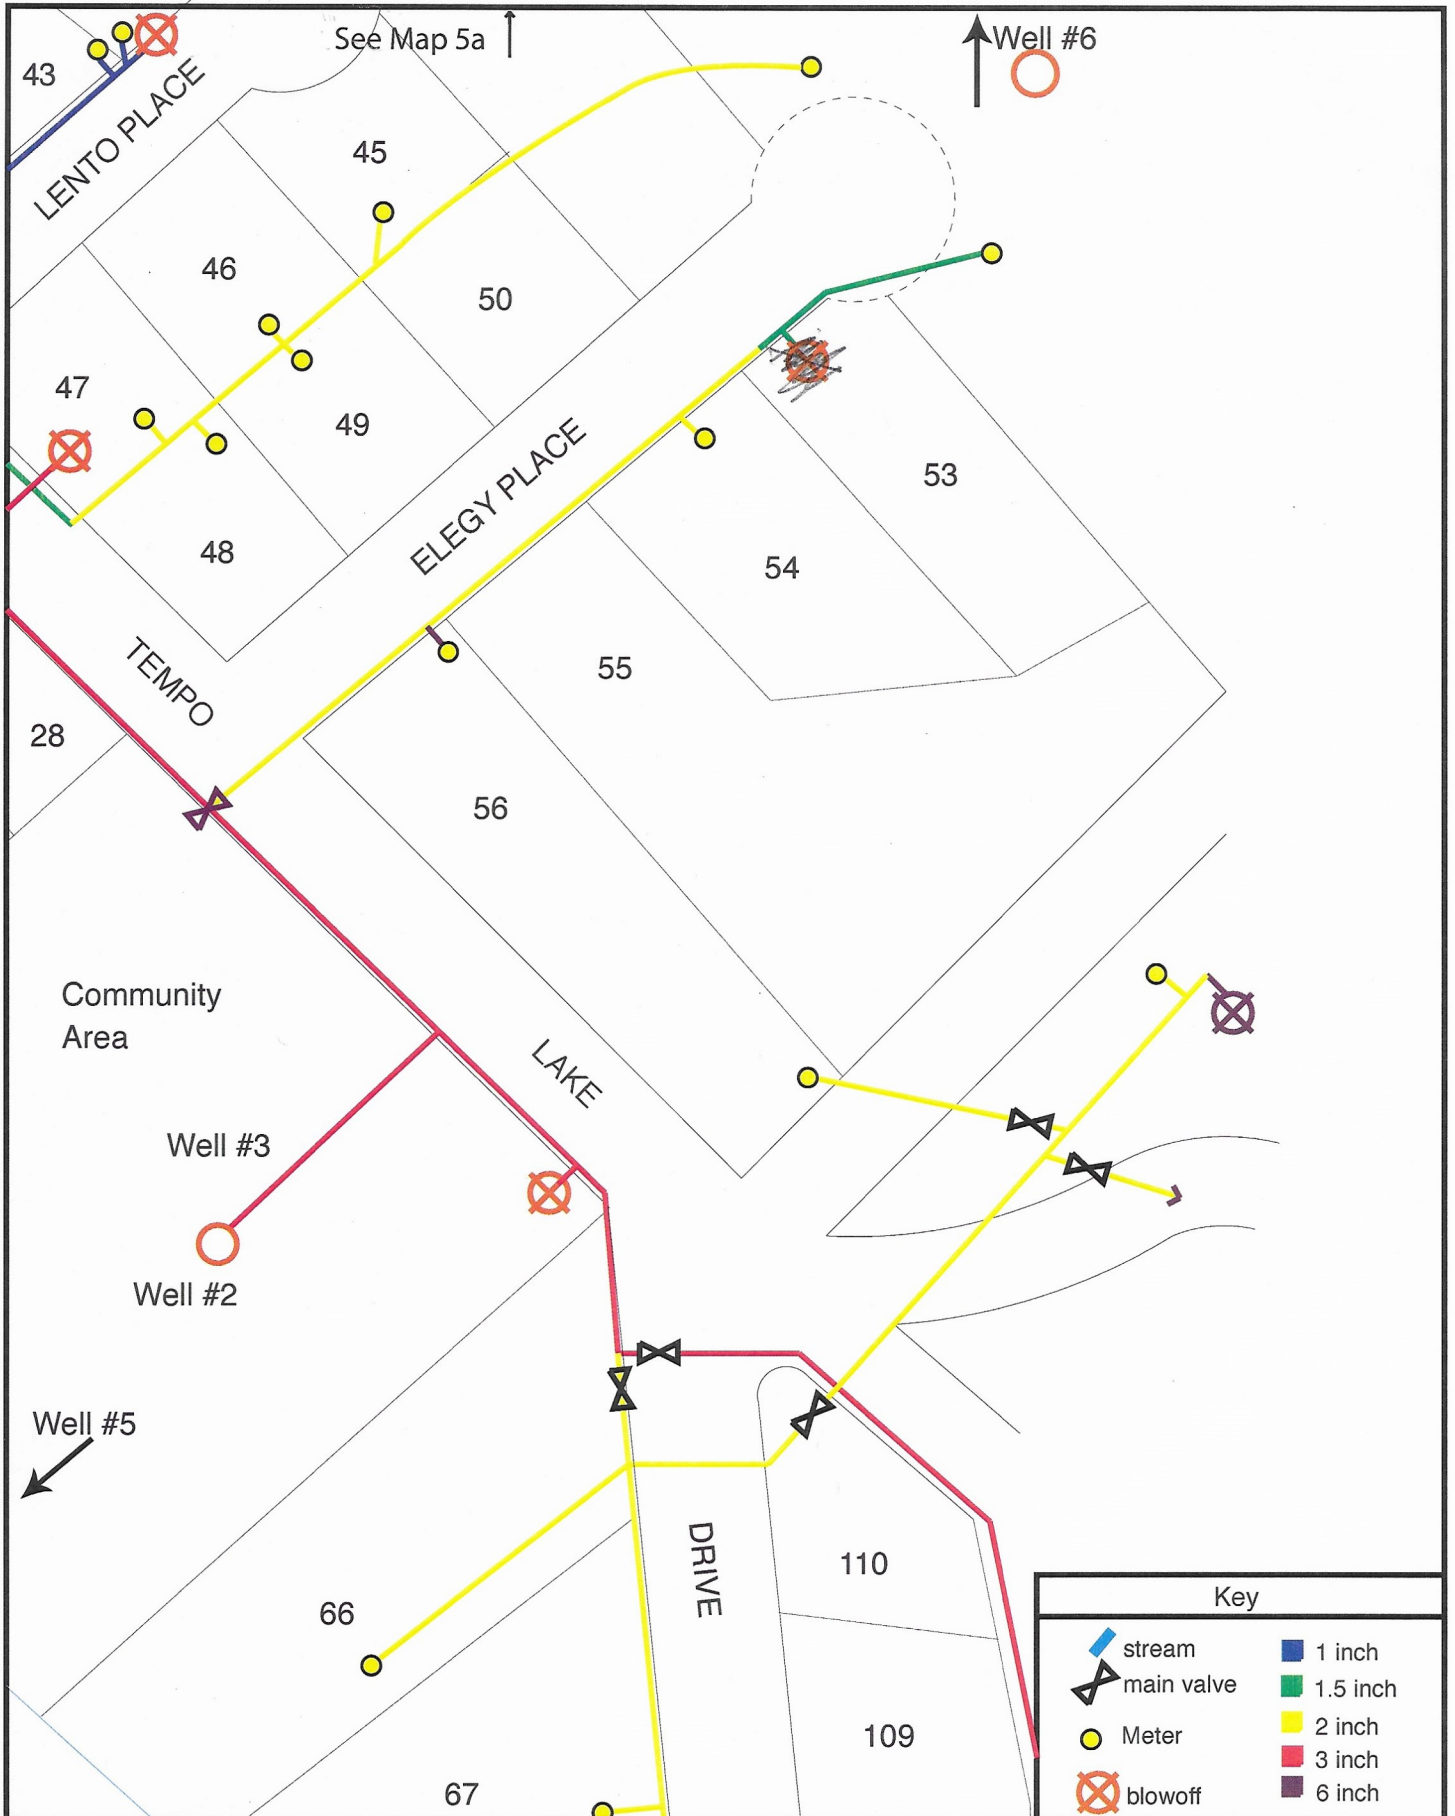 See Map 5a
Well #6
43
LENTO PLACE
45
46
50
47
49
ELEGY PLACE
53
48
54
TEMPO
55
28
56
Community
Area
LAKE
Well #3
Well #2
Well #5
DRIVE
110
66
109
67
Key
stream
main valve
Meter
blowoff
1 inch
1.5 inch
2 inch
3 inch
6 inch